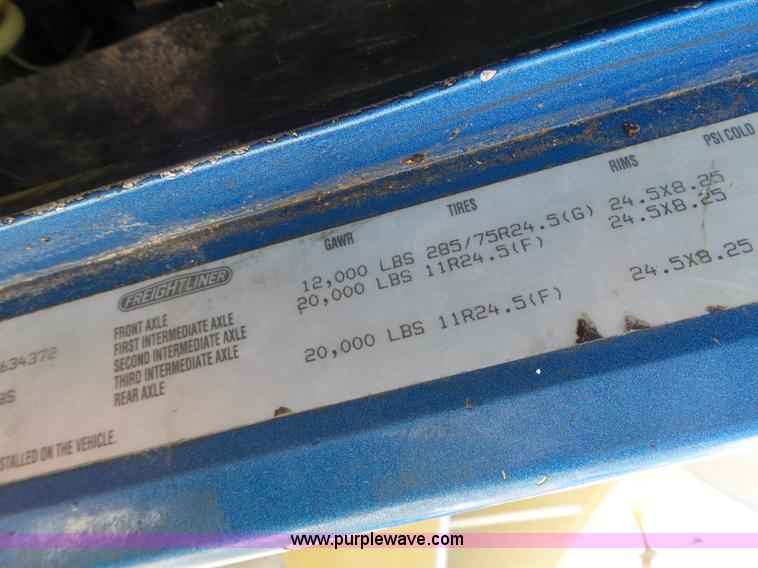 GAWR TIRES RIMS PSI COLD
FREIGHTLINER
FRONT AXLE 12,000 LBS 285/75R24.5(G) 24.5X8.25
FIRST INTERMEDIATE AXLE 20,000 LBS 11R24.5(F) 24.5X8.25
SECOND INTERMEDIATE AXLE
THIRD INTERMEDIATE AXLE
REAR AXLE 20,000 LBS 11R24.5(F) 24.5X8.25
634372
BS
STALLED ON THE VEHICLE.
www.purplewave.com